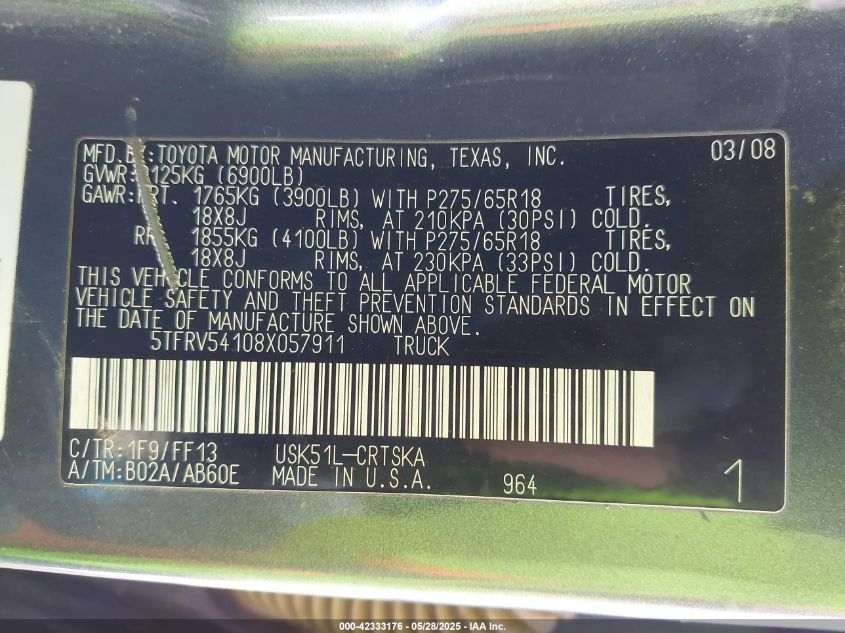 MFD. BY: TOYOTA MOTOR MANUFACTURING, TEXAS, INC. 03/08
GVWR: 125KG (6900LB)
GAWR: FRT. 1765KG (3900LB) WITH P275/65R18 TIRES,
18X8J RIMS, AT 210KPA (30PSI) COLD.
RR 1855KG (4100LB) WITH P275/65R18 TIRES,
18X8J RIMS, AT 230KPA (33PSI) COLD.
THIS VEHICLE CONFORMS TO ALL APPLICABLE FEDERAL MOTOR
VEHICLE SAFETY AND THEFT PREVENTION STANDARDS IN EFFECT ON
THE DATE OF MANUFACTURE SHOWN ABOVE.
5TFRV54108X057911 TRUCK
C/TR: 1F9/FF13 USK51L-CRTSKA
A/TM: B02A/AB60E MADE IN U.S.A. 964 1
000-42333176 - 05/28/2025 - IAA Inc.